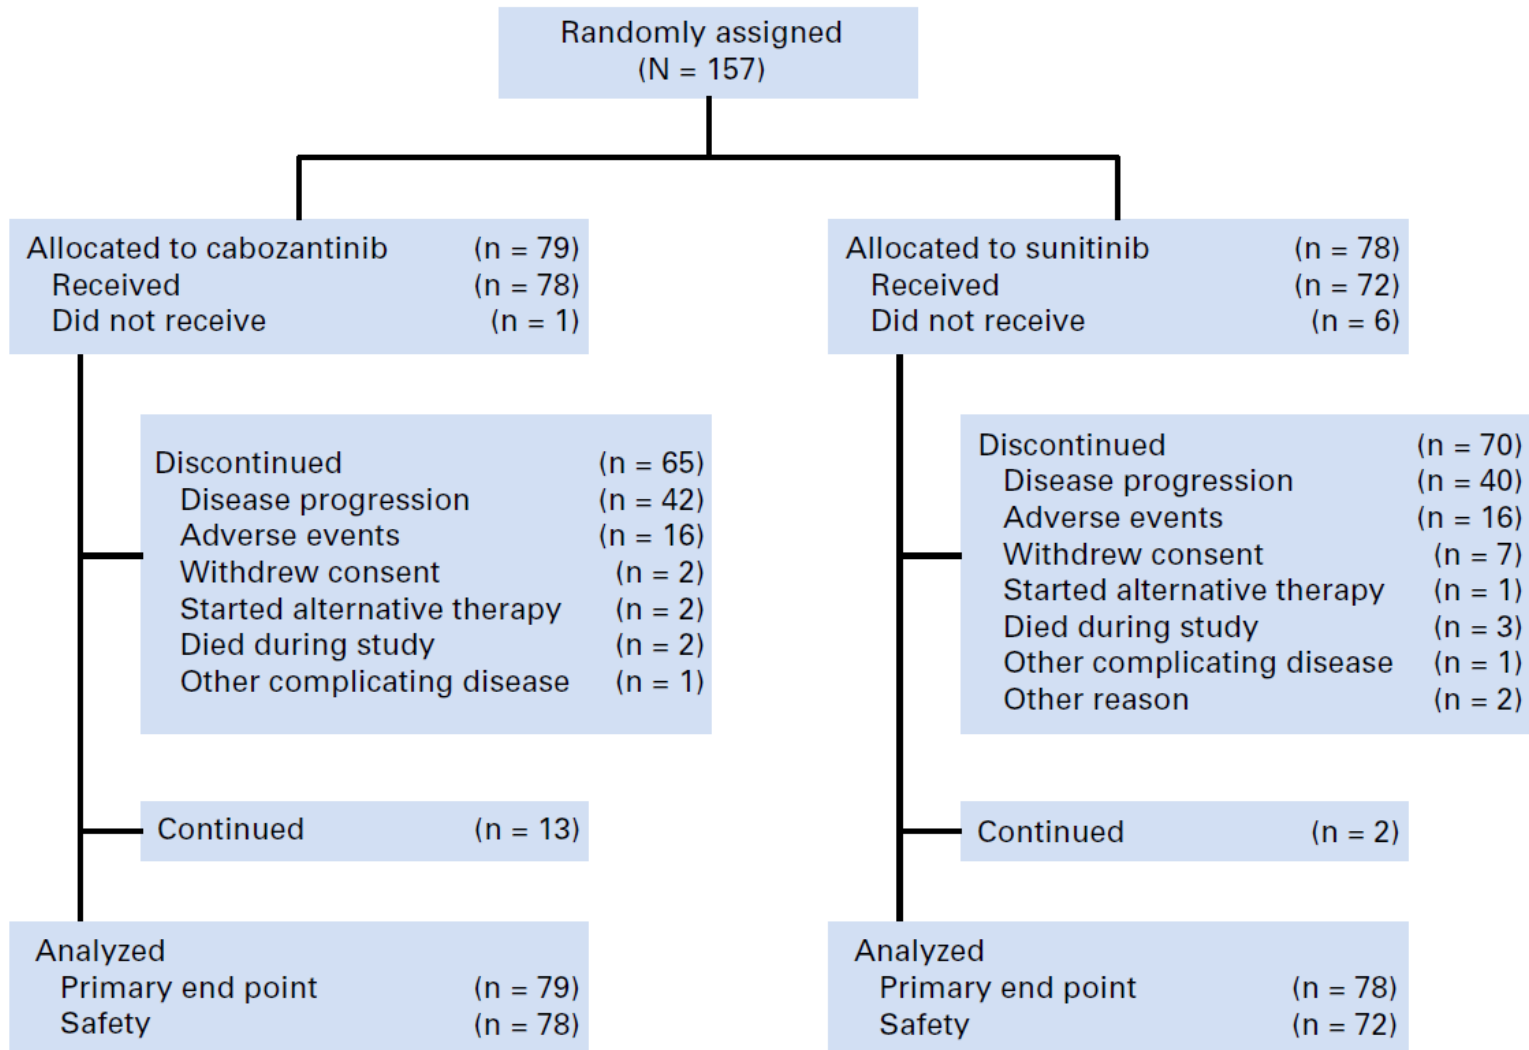 Randomly assigned
(N = 157)
Allocated to cabozantinib (n = 79)
Received (n = 78)
Did not receive (n = 1)
Discontinued (n = 65)
Disease progression (n = 42)
Adverse events (n = 16)
Withdrew consent (n = 2)
Started alternative therapy (n = 2)
Died during study (n = 2)
Other complicating disease (n = 1)
Continued (n = 13)
Analyzed
Primary end point (n = 79)
Safety (n = 78)
Allocated to sunitinib (n = 78)
Received (n = 72)
Did not receive (n = 6)
Discontinued (n = 70)
Disease progression (n = 40)
Adverse events (n = 16)
Withdrew consent (n = 7)
Started alternative therapy (n = 1)
Died during study (n = 3)
Other complicating disease (n = 1)
Other reason (n = 2)
Continued (n = 2)
Analyzed
Primary end point (n = 78)
Safety (n = 72)